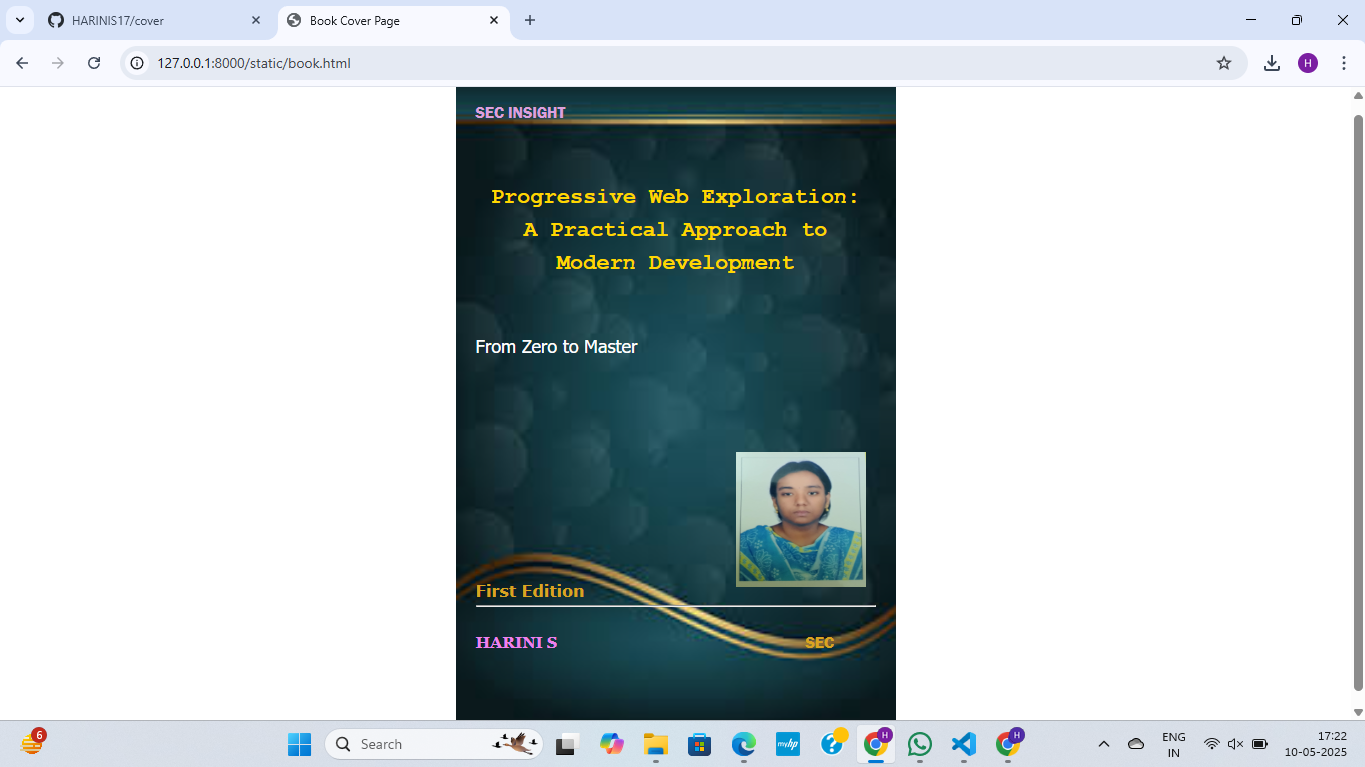 HARINIS17/cover
Book Cover Page
127.0.0.1:8000/static/book.html
H
SEC INSIGHT
Progressive Web Exploration:
A Practical Approach to
Modern Development
From Zero to Master
First Edition
HARINI S
SEC
6
Search
myhp
?
H
H
ENG
IN
17:22
10-05-2025